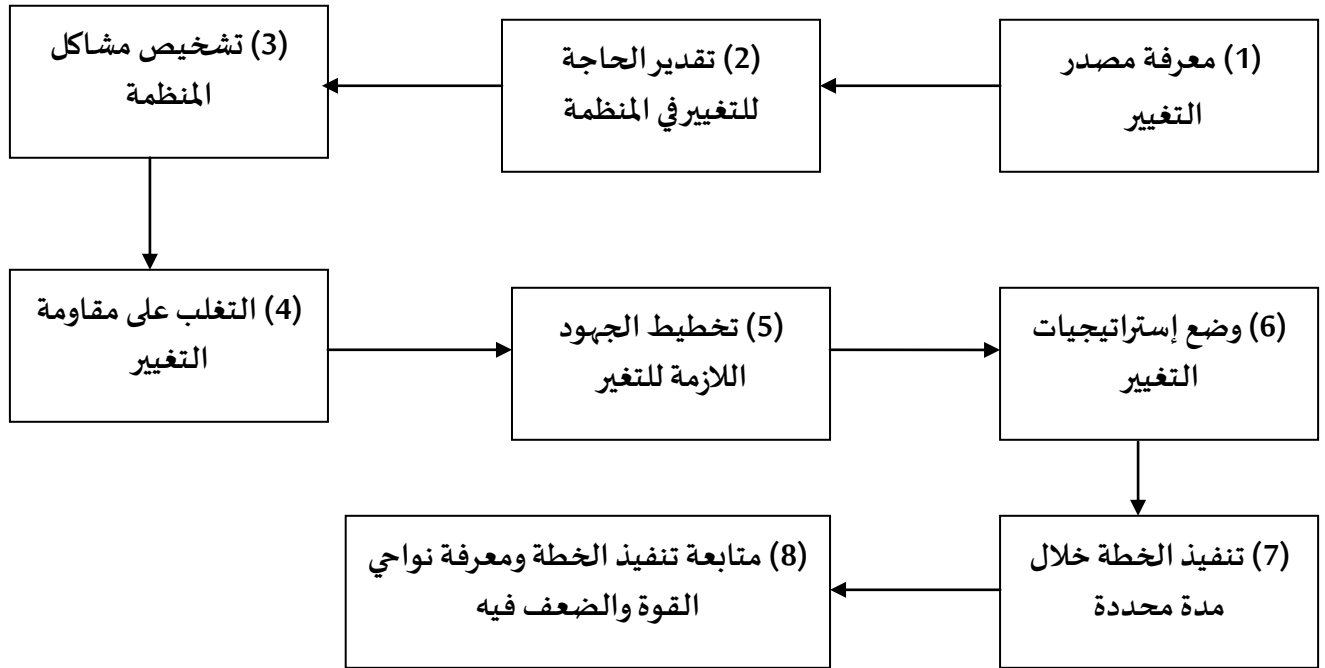 (1) معرفة مصدر
التغيير
(2) تقدير الحاجة
للتغيير في المنظمة
(3) تشخيص مشاكل
المنظمة
(4) التغلب على مقاومة
التغيير
(5) تخطيط الجهود
اللازمة للتغير
(6) وضع إستراتيجيات
التغيير
(7) تنفيذ الخطة خلال
مدة محددة
(8) متابعة تنفيذ الخطة ومعرفة نواحي
القوة والضعف فيه